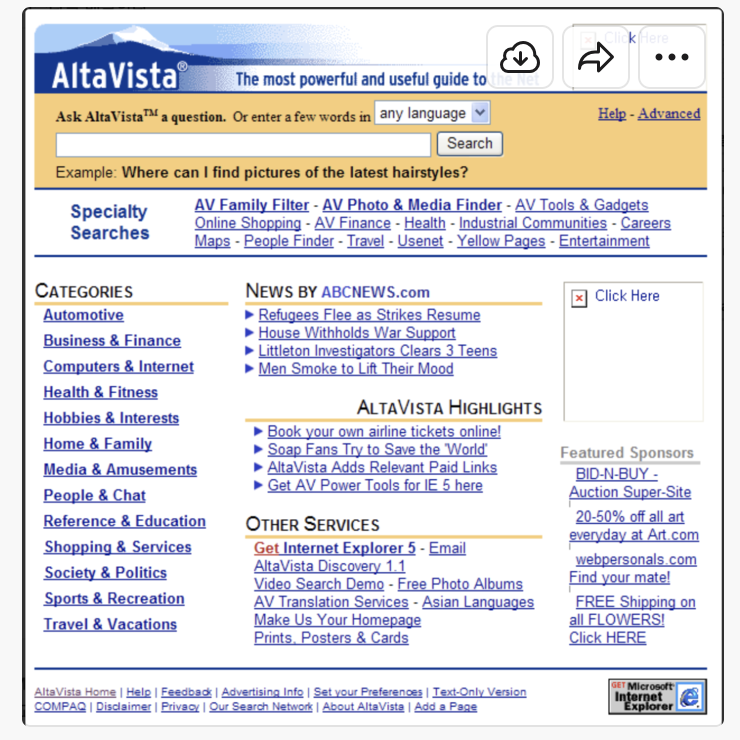 AltaVista®
The most powerful and useful guide to the Net
Click Here
Ask AltaVista™ a question. Or enter a few words in any language
Help - Advanced
Search
Example: Where can I find pictures of the latest hairstyles?
Specialty
Searches
AV Family Filter - AV Photo & Media Finder - AV Tools & Gadgets
Online Shopping - AV Finance - Health - Industrial Communities - Careers
Maps - People Finder - Travel - Usenet - Yellow Pages - Entertainment
CATEGORIES
Automotive
Business & Finance
Computers & Internet
Health & Fitness
Hobbies & Interests
Home & Family
Media & Amusements
People & Chat
Reference & Education
Shopping & Services
Society & Politics
Sports & Recreation
Travel & Vacations
NEWS BY ABCNEWS.com
Refugees Flee as Strikes Resume
House Withholds War Support
Littleton Investigators Clears 3 Teens
Men Smoke to Lift Their Mood
ALTAVISTA HIGHLIGHTS
Book your own airline tickets online!
Soap Fans Try to Save the 'World'
AltaVista Adds Relevant Paid Links
Get AV Power Tools for IE 5 here
OTHER SERVICES
Get Internet Explorer 5 - Email
AltaVista Discovery 1.1
Video Search Demo - Free Photo Albums
AV Translation Services - Asian Languages
Make Us Your Homepage
Prints, Posters & Cards
Click Here
Featured Sponsors
BID-N-BUY -
Auction Super-Site
20-50% off all art
everyday at Art.com
webpersonals.com
Find your mate!
FREE Shipping on
all FLOWERS!
Click HERE
AltaVista Home | Help | Feedback | Advertising Info | Set your Preferences | Text-Only Version
COMPAQ | Disclaimer | Privacy | Our Search Network | About AltaVista | Add a Page
GET Microsoft
Internet
Explorer